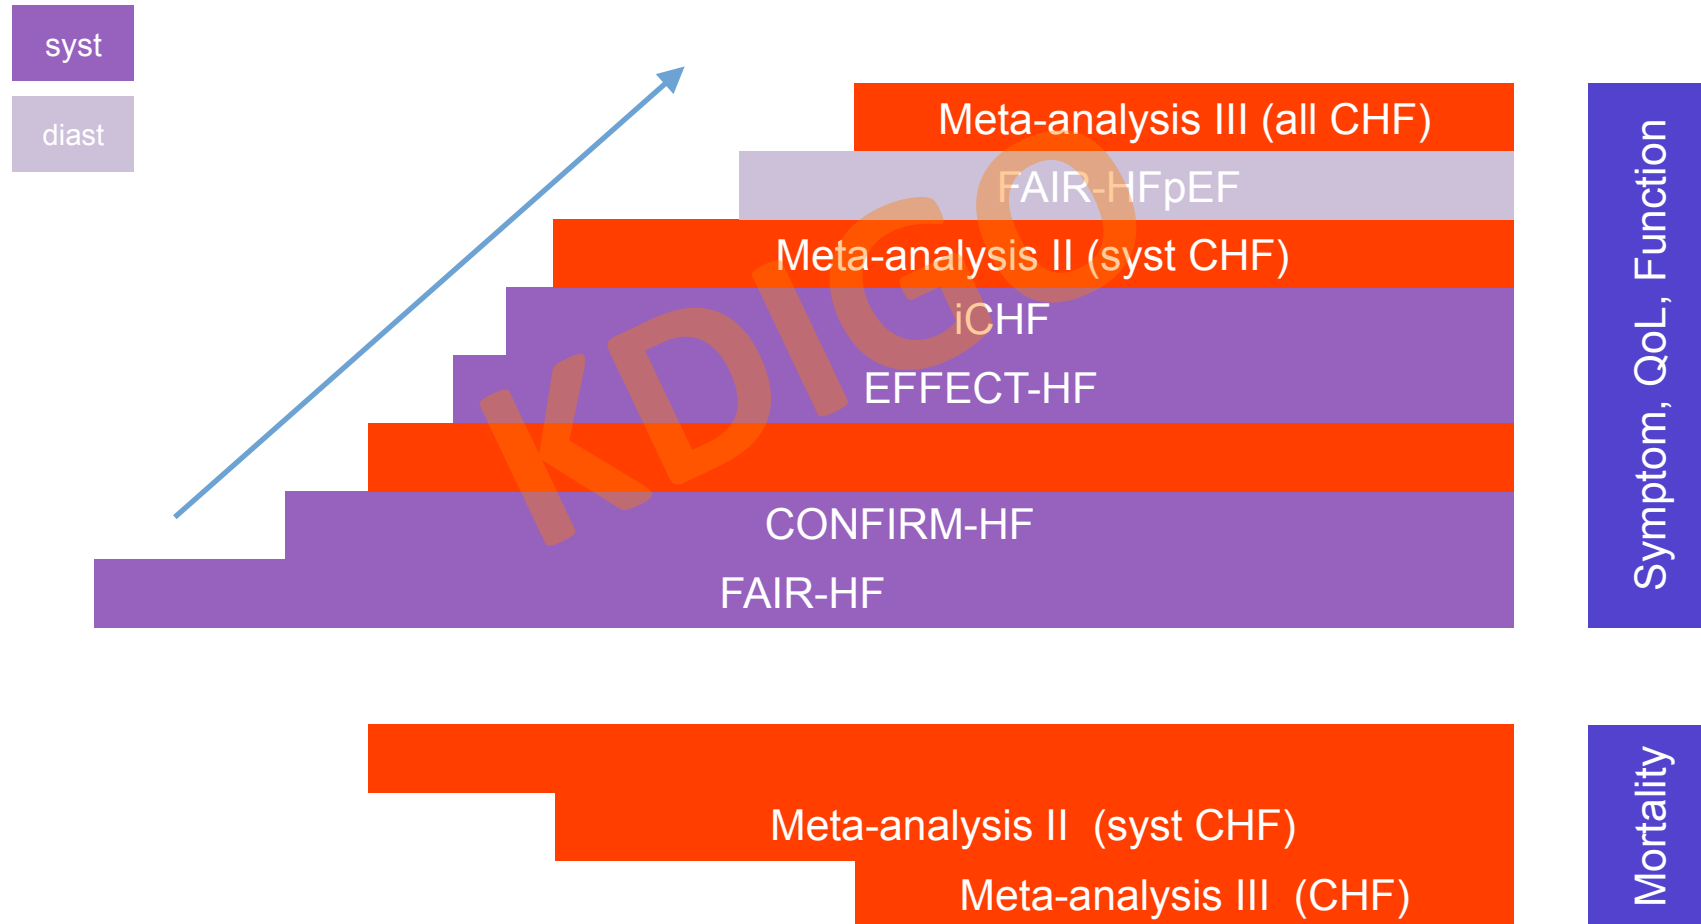 syst
diast
Meta-analysis III (all CHF)
FAIR-HFpEF
Meta-analysis II (syst CHF)
iCHF
EFFECT-HF
CONFIRM-HF
FAIR-HF
Symptom, QoL, Function
KDIGO
Meta-analysis II (syst CHF)
Meta-analysis III (CHF)
Mortality